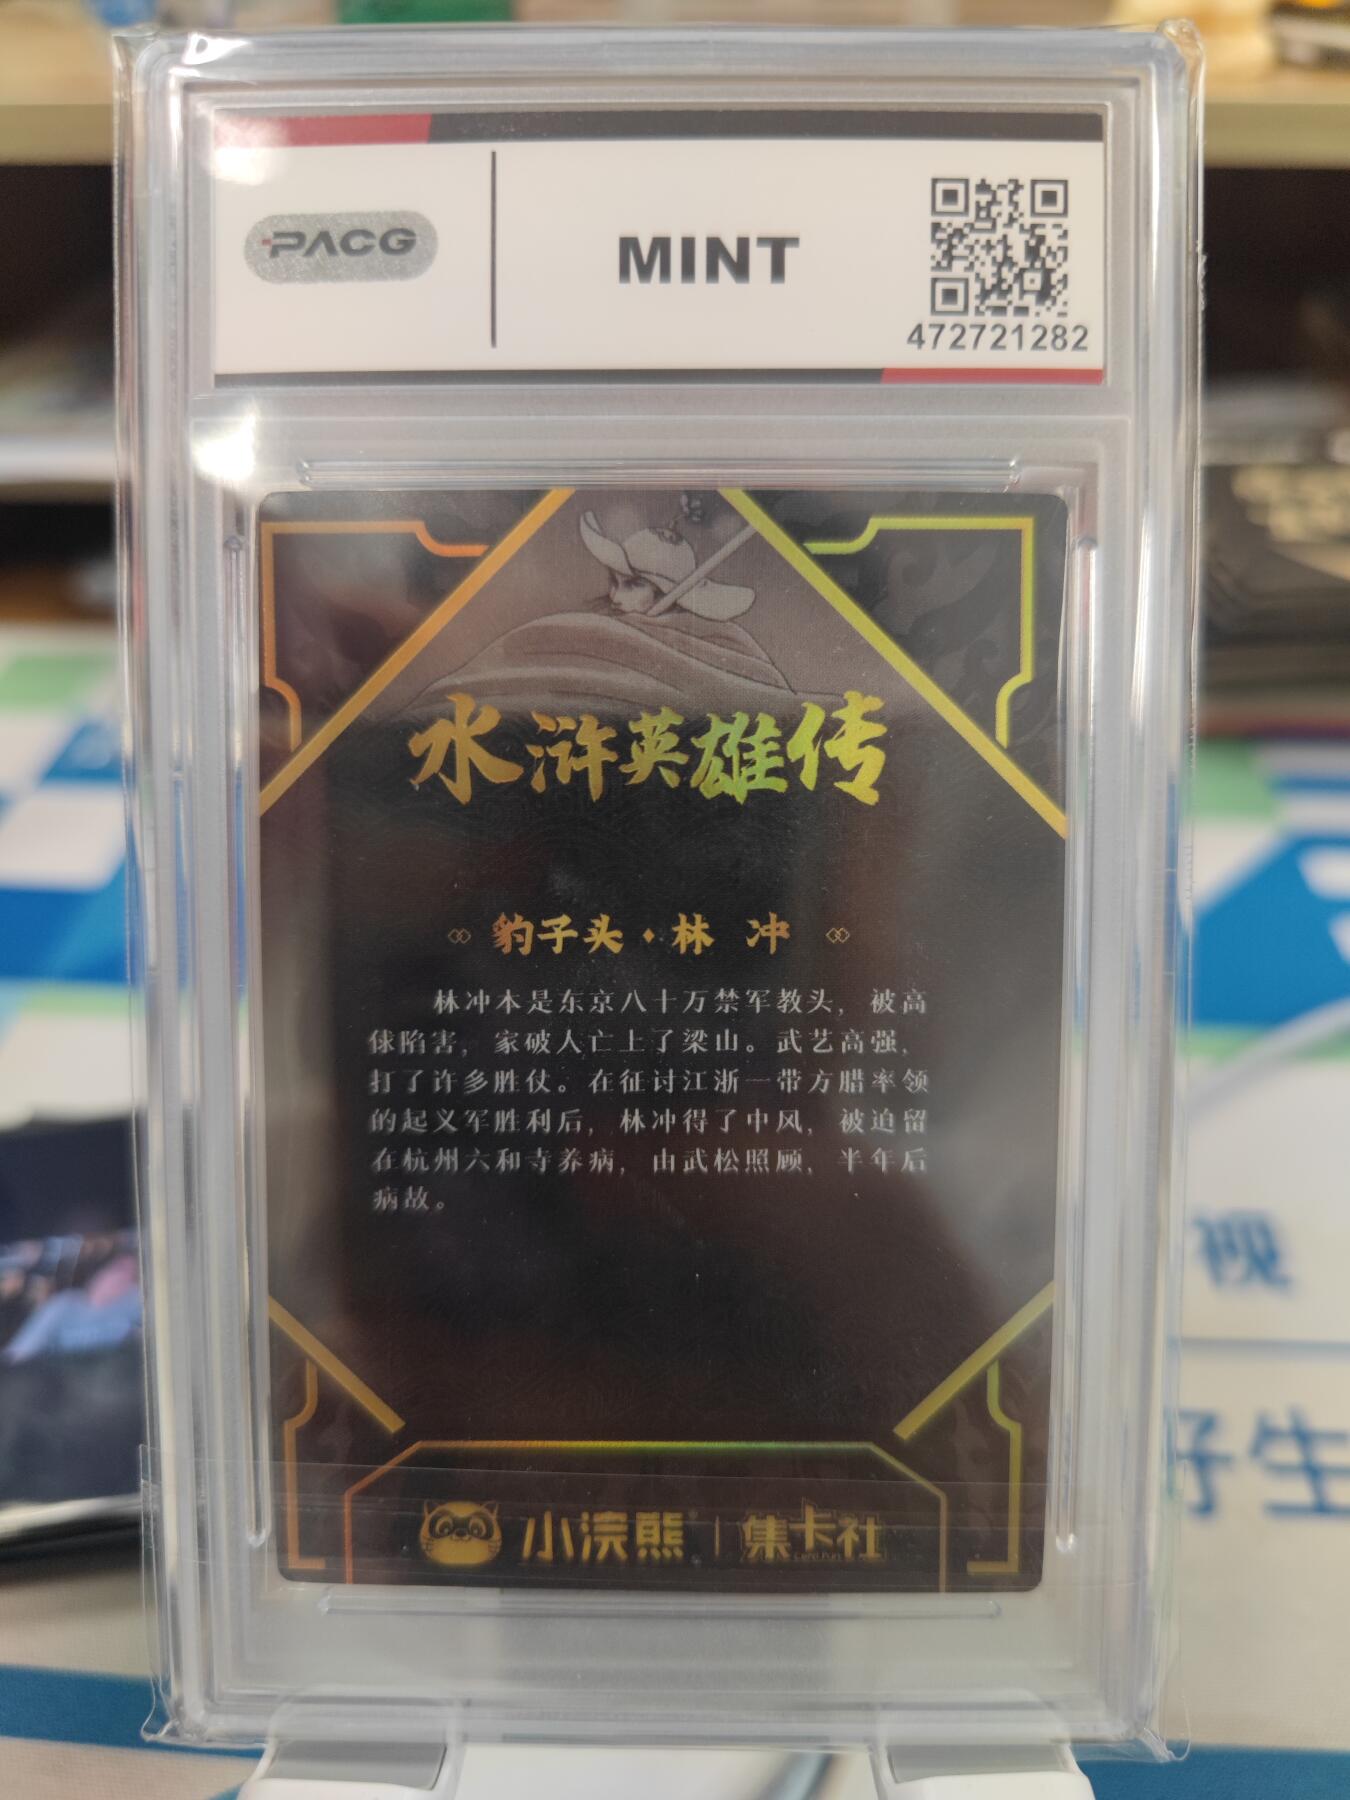 PACG
MINT
472721282
水浒英雄传
豹子头·林 冲
林冲本是东京八十万禁军教头，被高
俅陷害，家破人亡上了梁山。武艺高强，
打了许多胜仗。在征讨江浙一带方腊率领
的起义军胜利后，林冲得了中风，被迫留
在杭州六和寺养病，由武松照顾，半年后
病故。
小浣熊 | 集卡社
视
好生